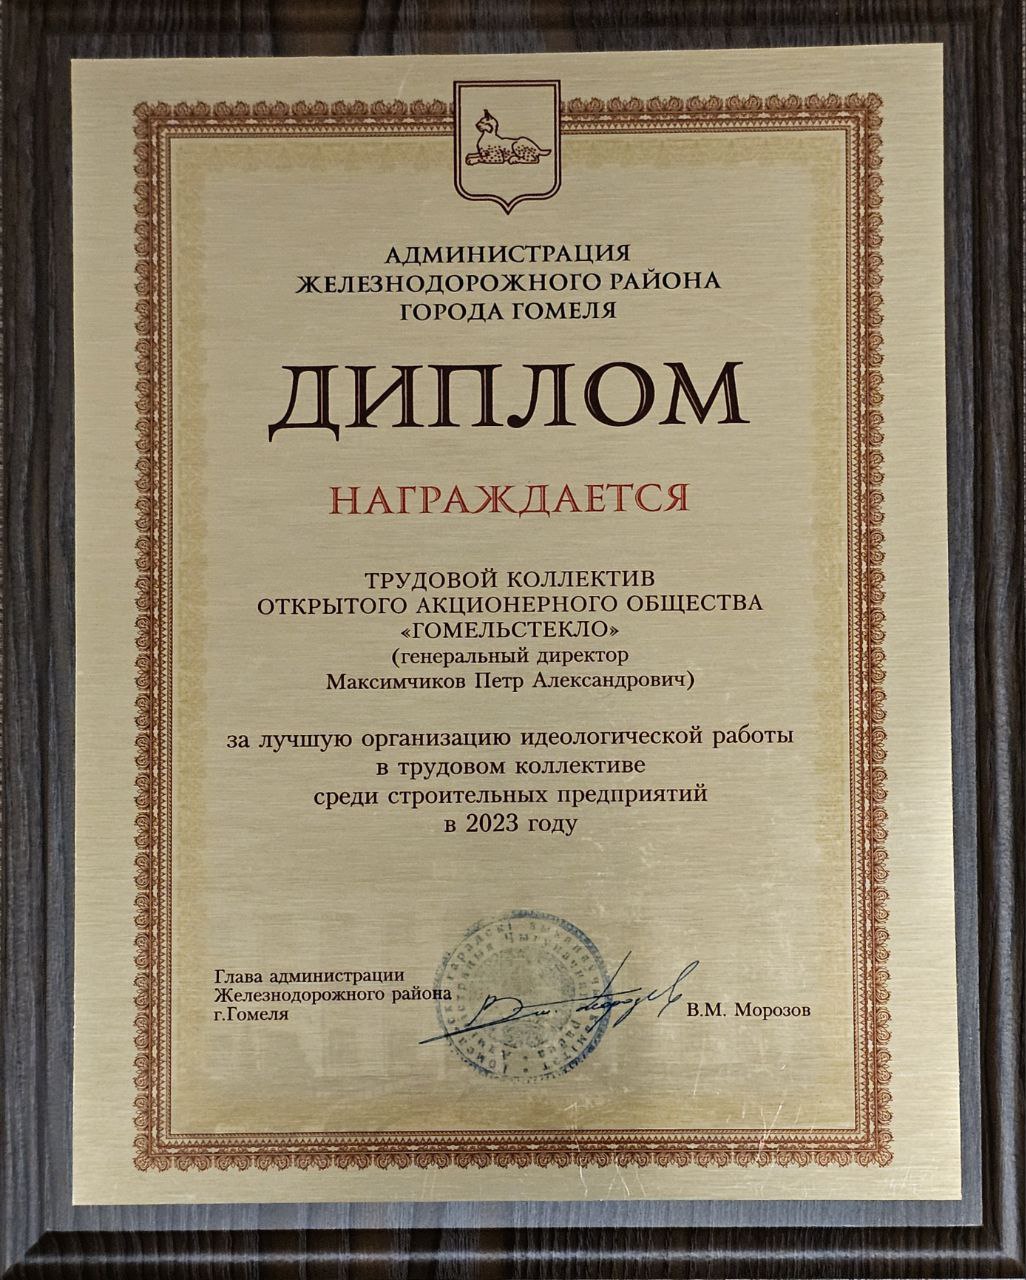 АДМИНИСТРАЦИЯ
ЖЕЛЕЗНОДОРОЖНОГО РАЙОНА
ГОРОДА ГОМЕЛЯ
ДИПЛОМ
НАГРАЖДАЕТСЯ
ТРУДОВОЙ КОЛЛЕКТИВ
ОТКРЫТОГО АКЦИОНЕРНОГО ОБЩЕСТВА
«ГОМЕЛЬСТЕКЛО»
(генеральный директор
Максимчиков Петр Александрович)
за лучшую организацию идеологической работы
в трудовом коллективе
среди строительных предприятий
в 2023 году
Глава администрации
Железнодорожного района
г.Гомеля
В.М. Морозов